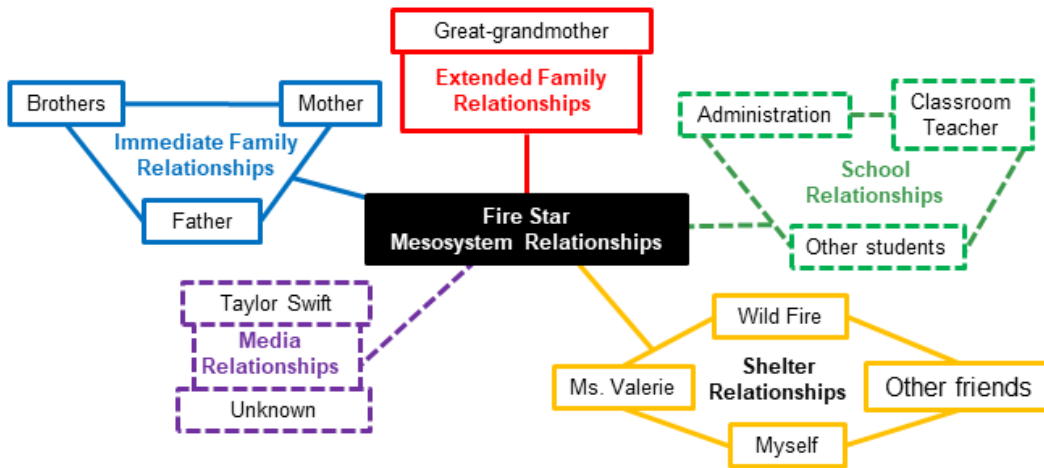 Great-grandmother
Extended Family
Relationships
Brothers
Mother
Immediate Family
Relationships
Father
Administration
Classroom
Teacher
School
Relationships
Other students
Fire Star
Mesosystem Relationships
Taylor Swift
Media
Relationships
Unknown
Wild Fire
Ms. Valerie
Shelter
Relationships
Other friends
Myself